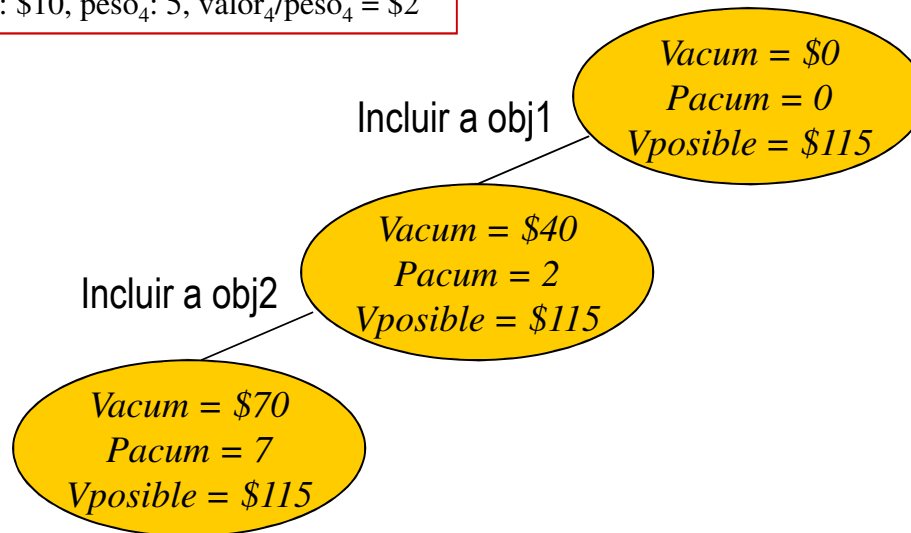 : $10, peso₄: 5, valor₄/peso₄ = $2
Vacum = $0
Pacum = 0
Vposible = $115
Incluir a obj1
Vacum = $40
Pacum = 2
Vposible = $115
Incluir a obj2
Vacum = $70
Pacum = 7
Vposible = $115